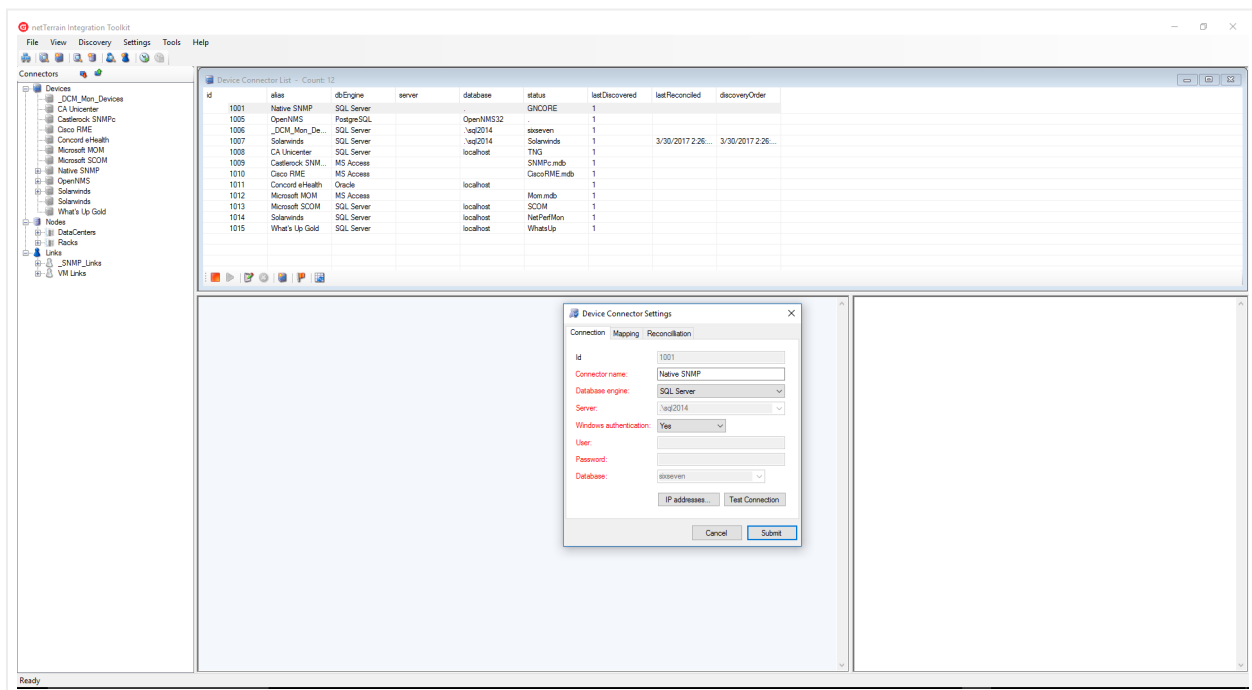 netTerrain Integration Toolkit
File View Discovery Settings Tools Help
Connectors
Devices
_DCM_Mon_Devices
CA Unicenter
Castlerock SNMPc
Cisco RME
Concord eHealth
Microsoft MOM
Microsoft SCOM
Native SNMP
OpenNMS
Solarwinds
Solarwinds
What's Up Gold
Nodes
DataCenters
Racks
Links
_SNMP_Links
VM Links
Device Connector List - Count: 12
id alias dbEngine server database status lastDiscovered lastReconciled discoveryOrder
1001 Native SNMP SQL Server . GNCORE 1
1005 OpenNMS PostgreSQL OpenNMS32 . 1
1006 _DCM_Mon_De... SQL Server .\sql2014 sixseven 1
1007 Solarwinds SQL Server .\sql2014 Solarwinds 1 3/30/2017 2:26:... 3/30/2017 2:26:...
1008 CA Unicenter SQL Server localhost TNG 1
1009 Castlerock SNM... MS Access SNMPc.mdb 1
1010 Cisco RME MS Access CiscoRME.mdb 1
1011 Concord eHealth Oracle localhost 1
1012 Microsoft MOM MS Access Mom.mdb 1
1013 Microsoft SCOM SQL Server localhost SCOM 1
1014 Solarwinds SQL Server localhost NetPerfMon 1
1015 What's Up Gold SQL Server localhost WhatsUp 1
Device Connector Settings
Connection Mapping Reconcilliation
Id 1001
Connector name: Native SNMP
Database engine: SQL Server
Server: .\sql2014
Windows authentication: Yes
User:
Password:
Database: sixseven
IP addresses... Test Connection
Cancel Submit
Ready